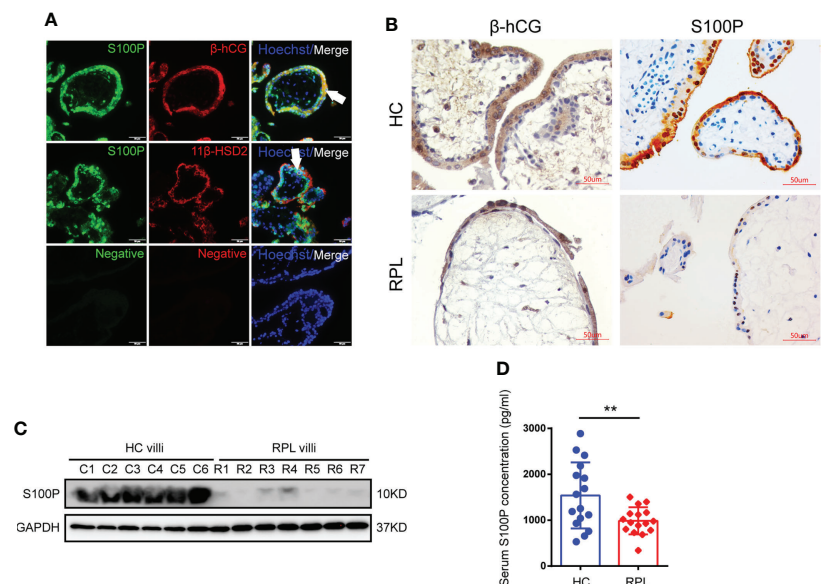 A
S100P β-hCG Hoechst/Merge
S100P 11β-HSD2 Hoechst/Merge
Negative Negative Hoechst/Merge
B
β-hCG S100P
HC
50um 50um
RPL
50um 50um
C
HC villi RPL villi
C1 C2 C3 C4 C5 C6 R1 R2 R3 R4 R5 R6 R7
S100P 10KD
GAPDH 37KD
D
**
Serum S100P concentration (pg/ml)
3000
2000
1000
0
HC RPL